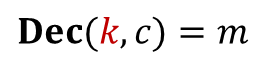 Dec(k, c) = m